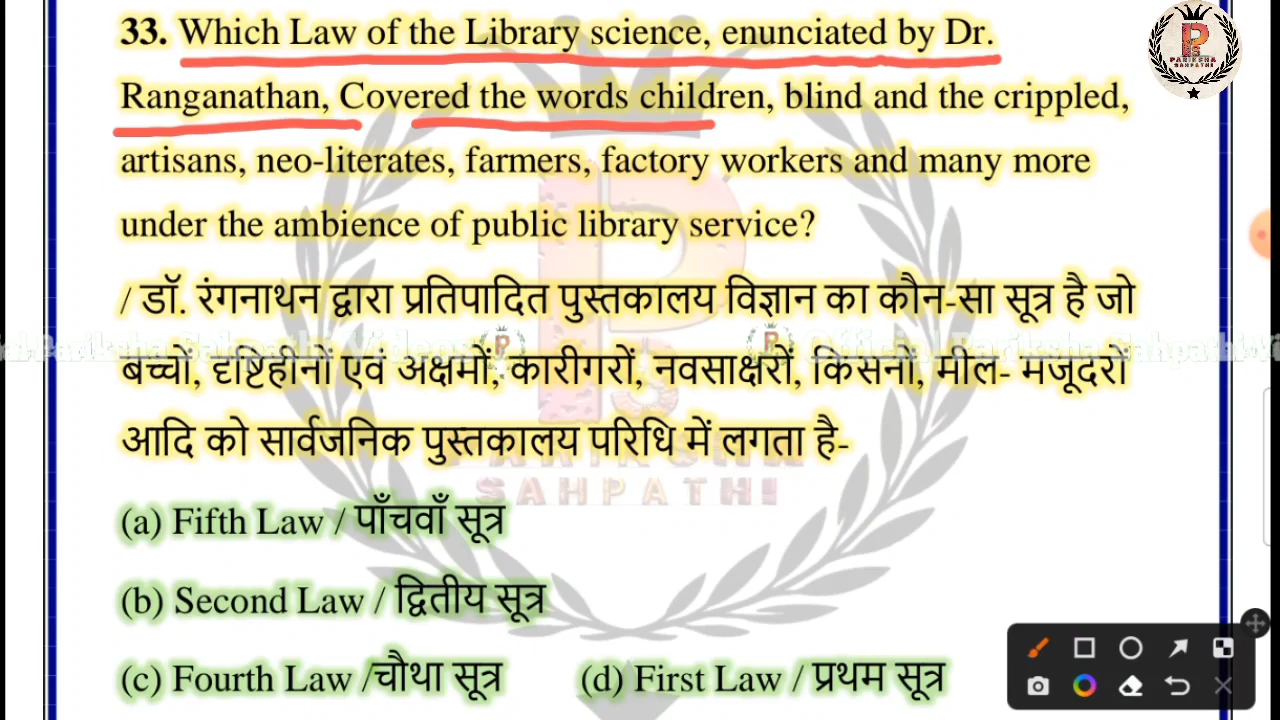 33. Which Law of the Library science, enunciated by Dr.
Ranganathan, Covered the words children, blind and the crippled,
artisans, neo-literates, farmers, factory workers and many more
under the ambience of public library service?
/ डॉ. रंगनाथन द्वारा प्रतिपादित पुस्तकालय विज्ञान का कौन-सा सूत्र है जो
बच्चों, दृष्टिहीनों एवं अक्षमों, कारीगरों, नवसाक्षरों, किसनों, मील- मजूदरों
आदि को सार्वजनिक पुस्तकालय परिधि में लगता है-
(a) Fifth Law / पाँचवाँ सूत्र
(b) Second Law / द्वितीय सूत्र
(c) Fourth Law /चौथा सूत्र (d) First Law / प्रथम सूत्र
PARIKSHA
SAHPATHI
PARIKSHA
SAHPATHI